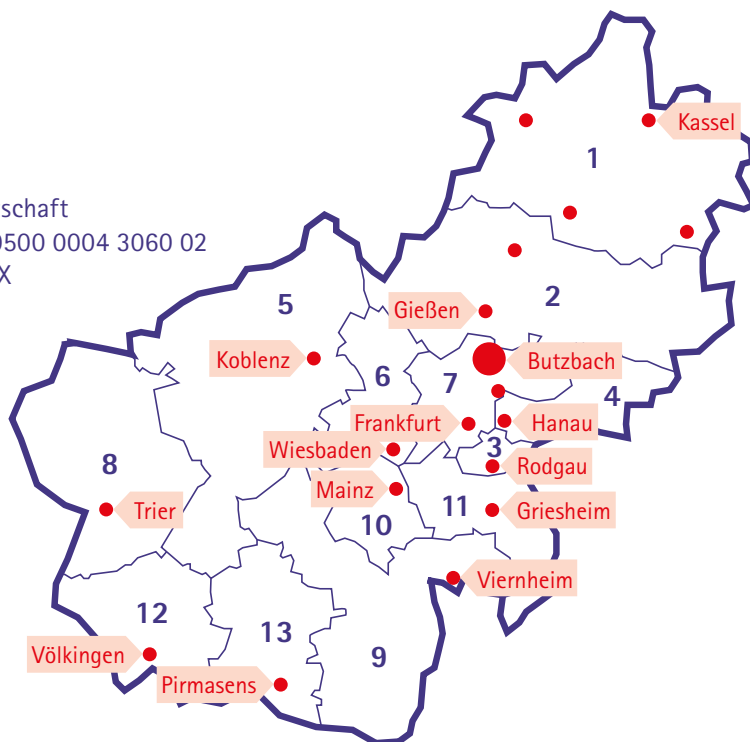 Kassel
1
schaft
0500 0004 3060 02
X
2
5
Gießen
Koblenz
6
7
Butzbach
4
Frankfurt
Hanau
3
Wiesbaden
Rodgau
8
Mainz
Trier
10
11
Griesheim
Viernheim
12
13
9
Völkingen
Pirmasens